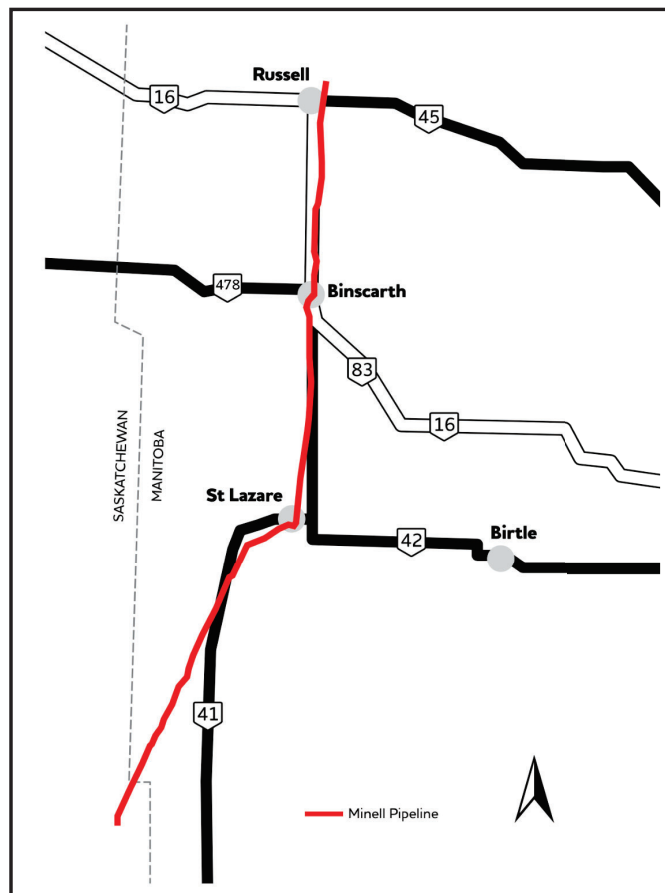 Russell
16
45
478
Binscarth
83
16
SASKATCHEWAN
MANITOBA
St Lazare
Birtle
42
41
Minell Pipeline